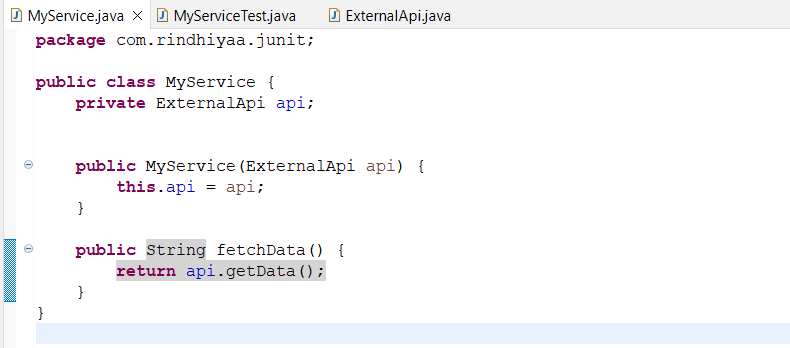 MyService.java MyServiceTest.java ExternalApi.java
package com.rindhiyaa.junit;
public class MyService {
private ExternalApi api;
public MyService(ExternalApi api) {
this.api = api;
}
public String fetchData() {
return api.getData();
}
}